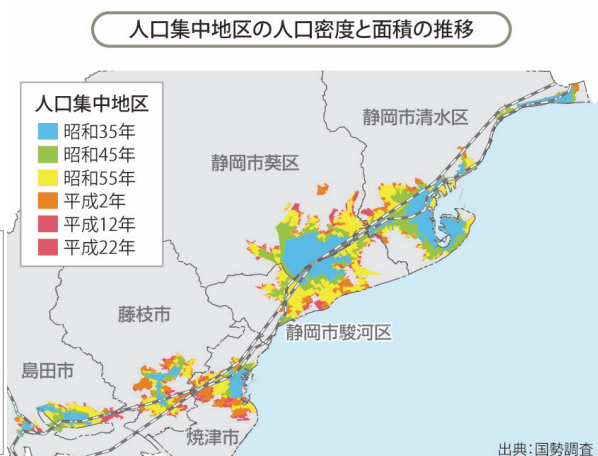 人口集中地区の人口密度と面積の推移
人口集中地区
昭和35年
昭和45年
昭和55年
平成2年
平成12年
平成22年
静岡市清水区
静岡市葵区
藤枝市
静岡市駿河区
島田市
焼津市
出典:国勢調査